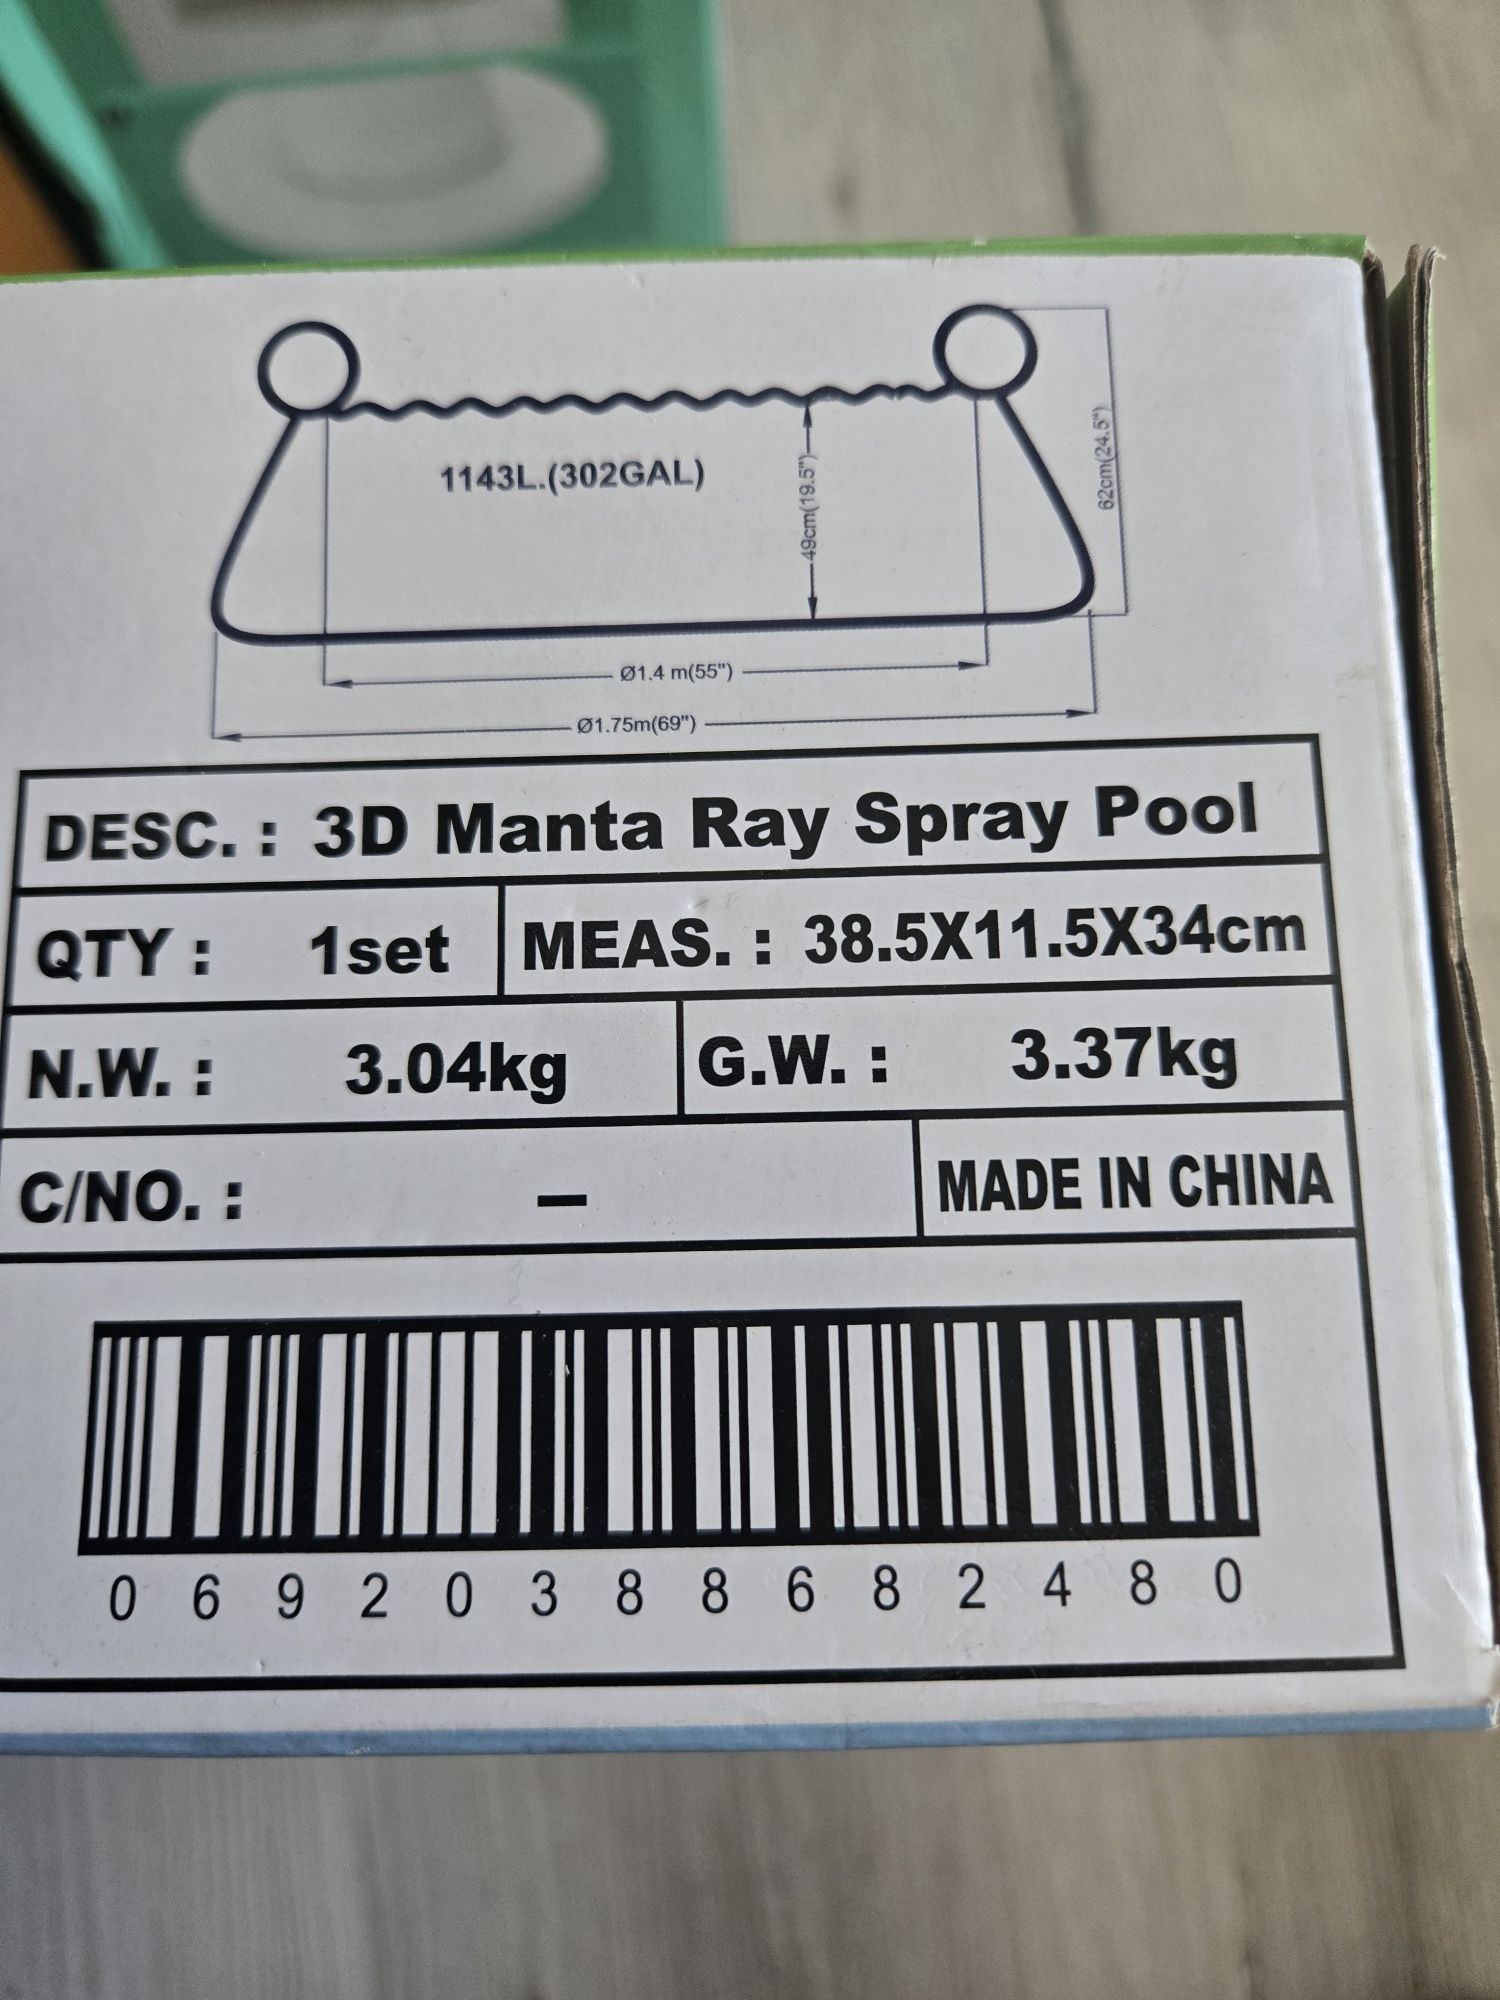 1143L.(302GAL)
49cm(19.5")
62cm(24.5")
Ø1.4 m(55")
Ø1.75m(69")
DESC. : 3D Manta Ray Spray Pool
QTY : 1set MEAS. : 38.5X11.5X34cm
N.W. : 3.04kg G.W. : 3.37kg
C/NO. : – MADE IN CHINA
0 6 9 2 0 3 8 8 6 8 2 4 8 0